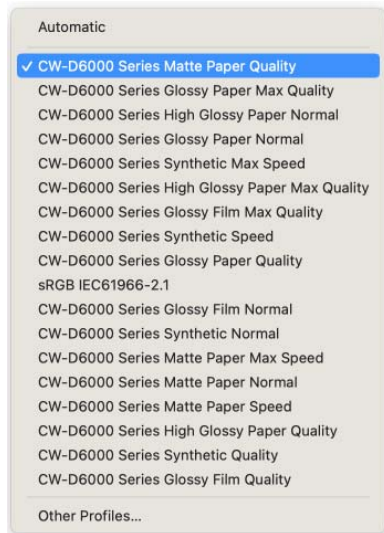 Automatic
✓ CW-D6000 Series Matte Paper Quality
CW-D6000 Series Glossy Paper Max Quality
CW-D6000 Series High Glossy Paper Normal
CW-D6000 Series Glossy Paper Normal
CW-D6000 Series Synthetic Max Speed
CW-D6000 Series High Glossy Paper Max Quality
CW-D6000 Series Glossy Film Max Quality
CW-D6000 Series Synthetic Speed
CW-D6000 Series Glossy Paper Quality
sRGB IEC61966-2.1
CW-D6000 Series Glossy Film Normal
CW-D6000 Series Synthetic Normal
CW-D6000 Series Matte Paper Max Speed
CW-D6000 Series Matte Paper Normal
CW-D6000 Series Matte Paper Speed
CW-D6000 Series High Glossy Paper Quality
CW-D6000 Series Synthetic Quality
CW-D6000 Series Glossy Film Quality
Other Profiles...